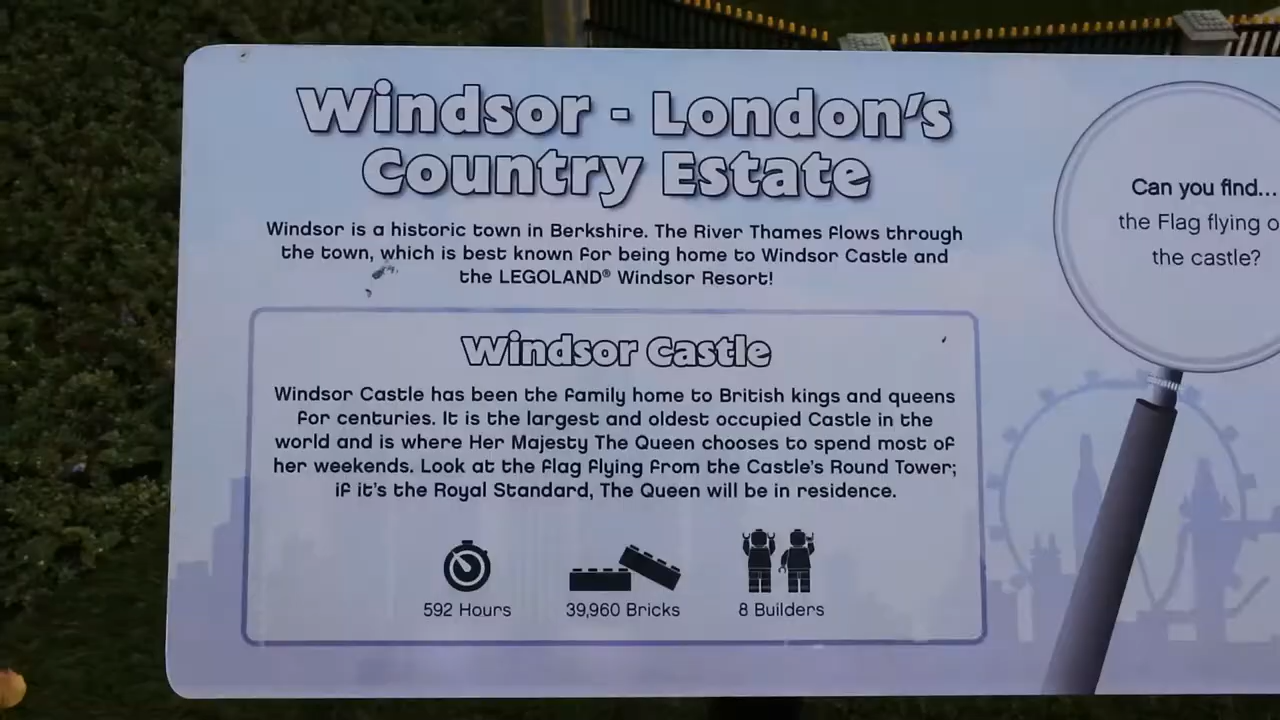 Windsor - London's
Country Estate
Windsor is a historic town in Berkshire. The River Thames flows through
the town, which is best known for being home to Windsor Castle and
the LEGOLAND® Windsor Resort!
Windsor Castle
Windsor Castle has been the family home to British kings and queens
for centuries. It is the largest and oldest occupied Castle in the
world and is where Her Majesty The Queen chooses to spend most of
her weekends. Look at the flag flying from the Castle's Round Tower;
if it's the Royal Standard, The Queen will be in residence.
592 Hours
39,960 Bricks
8 Builders
Can you find...
the Flag flying
the castle?